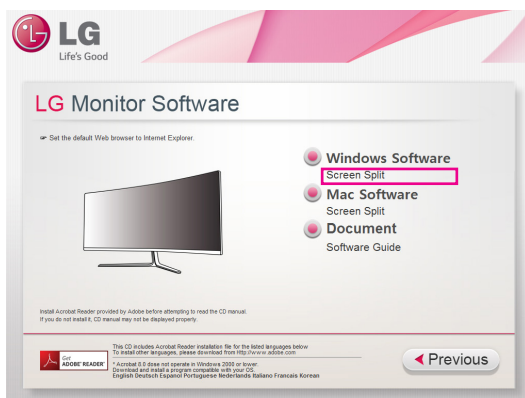 LG
Life's Good
LG Monitor Software
☞ Set the default Web browser to Internet Explorer.
Windows Software
Screen Split
Mac Software
Screen Split
Document
Software Guide
Install Acrobat Reader provided by Adobe before attempting to read the CD manual.
If you do not install it, CD manual may not be displayed properly.
Get
ADOBE® READER®
This CD includes Acrobat Reader installation file for the listed languages below
To install other languages, please download from Http://www.adobe.com
* Acrobat 8.0 dose not operate in Windows 2000 or lower.
Download and install a program compatible with your OS.
English Deutsch Espanol Portuguese Nederlands Italiano Francais Korean
Previous